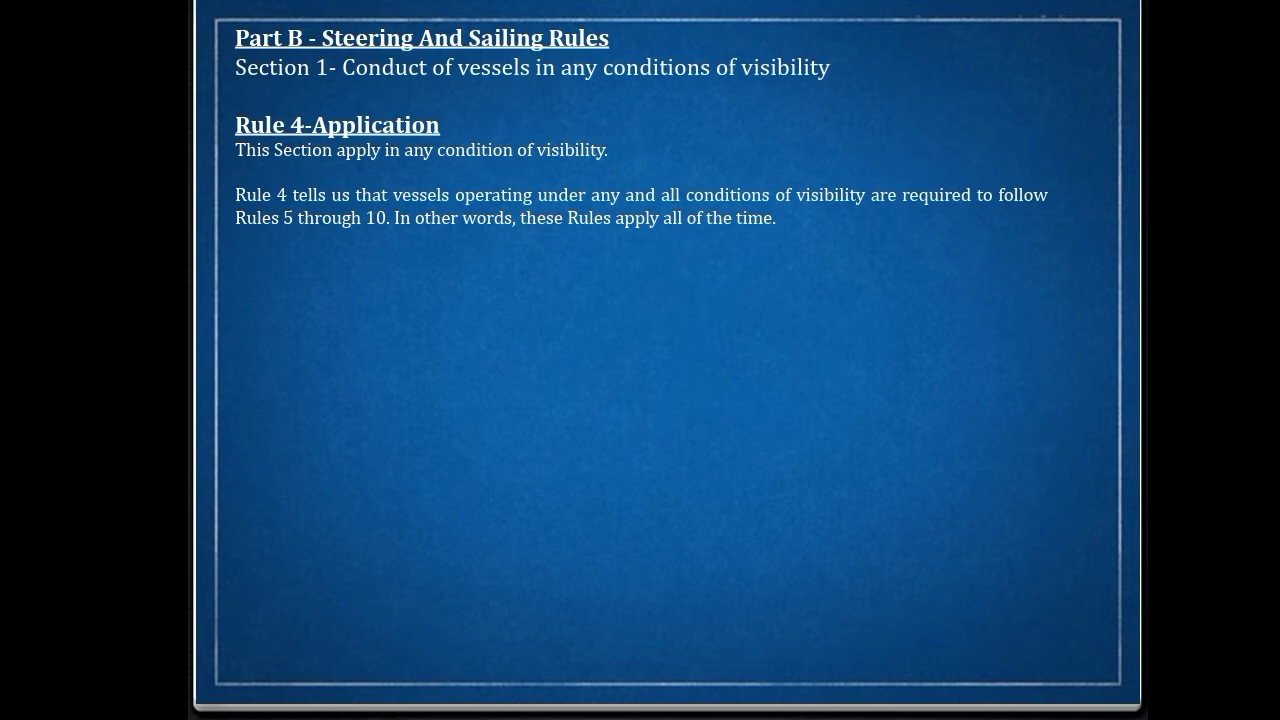 Part B - Steering And Sailing Rules
Section 1- Conduct of vessels in any conditions of visibility
Rule 4-Application
This Section apply in any condition of visibility.
Rule 4 tells us that vessels operating under any and all conditions of visibility are required to follow
Rules 5 through 10. In other words, these Rules apply all of the time.